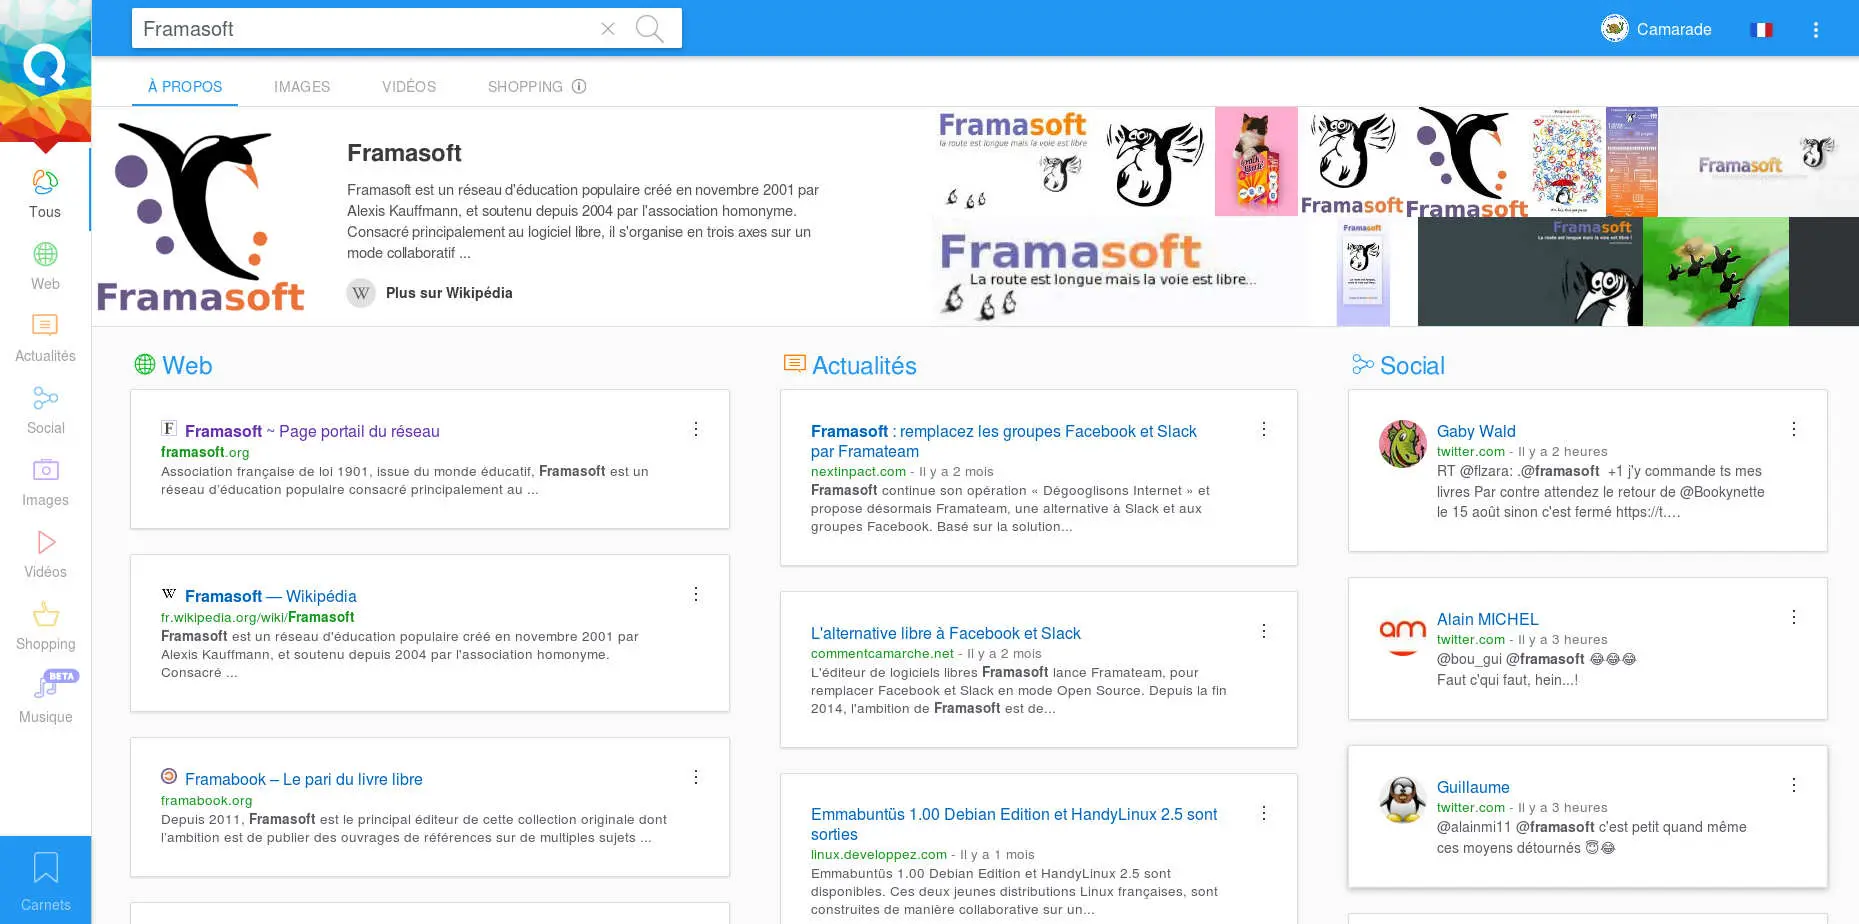 Framasoft
Camarade
À PROPOS
IMAGES
VIDÉOS
SHOPPING
Tous
Web
Actualités
Social
Images
Vidéos
Shopping
BETA
Musique
Carnets
Framasoft
Framasoft
Framasoft est un réseau d'éducation populaire créé en novembre 2001 par
Alexis Kauffmann, et soutenu depuis 2004 par l'association homonyme.
Consacré principalement au logiciel libre, il s'organise en trois axes sur un
mode collaboratif ...
W Plus sur Wikipédia
Framasoft
la route est longue mais la voie est libre
Framasoft
Framasoft
Framasoft
Framasoft
La route est longue mais la voie est libre...
Framasoft
Framasoft
La route est longue mais la voie est libre !
Web
F Framasoft ~ Page portail du réseau
framasoft.org
Association française de loi 1901, issue du monde éducatif, Framasoft est un
réseau d’éducation populaire consacré principalement au ...
W Framasoft — Wikipédia
fr.wikipedia.org/wiki/Framasoft
Framasoft est un réseau d'éducation populaire créé en novembre 2001 par
Alexis Kauffmann, et soutenu depuis 2004 par l'association homonyme.
Consacré ...
Framabook – Le pari du livre libre
framabook.org
Depuis 2011, Framasoft est le principal éditeur de cette collection originale dont
l’ambition est de publier des ouvrages de références sur de multiples sujets ...
Actualités
Framasoft : remplacez les groupes Facebook et Slack
par Framateam
nextinpact.com - Il y a 2 mois
Framasoft continue son opération « Dégooglisons Internet » et
propose désormais Framateam, une alternative à Slack et aux
groupes Facebook. Basé sur la solution...
L'alternative libre à Facebook et Slack
commentcamarche.net - Il y a 2 mois
L'éditeur de logiciels libres Framasoft lance Framateam, pour
remplacer Facebook et Slack en mode Open Source. Depuis la fin
2014, l'ambition de Framasoft est de...
Emmabuntüs 1.00 Debian Edition et HandyLinux 2.5 sont
sorties
linux.developpez.com - Il y a 1 mois
Emmabuntüs 1.00 Debian Edition et HandyLinux 2.5 sont
disponibles. Ces deux jeunes distributions Linux françaises, sont
construites de manière collaborative sur un...
Social
Gaby Wald
twitter.com - Il y a 2 heures
RT @flzara: .@framasoft +1 j'y commande ts mes
livres Par contre attendez le retour de @Bookynette
le 15 août sinon c'est fermé https://t.…
am
Alain MICHEL
twitter.com - Il y a 3 heures
@bou_gui @framasoft 😂😂😂
Faut c'qui faut, hein...!
Guillaume
twitter.com - Il y a 3 heures
@alainmi11 @framasoft c'est petit quand même
ces moyens détournés 😇😂